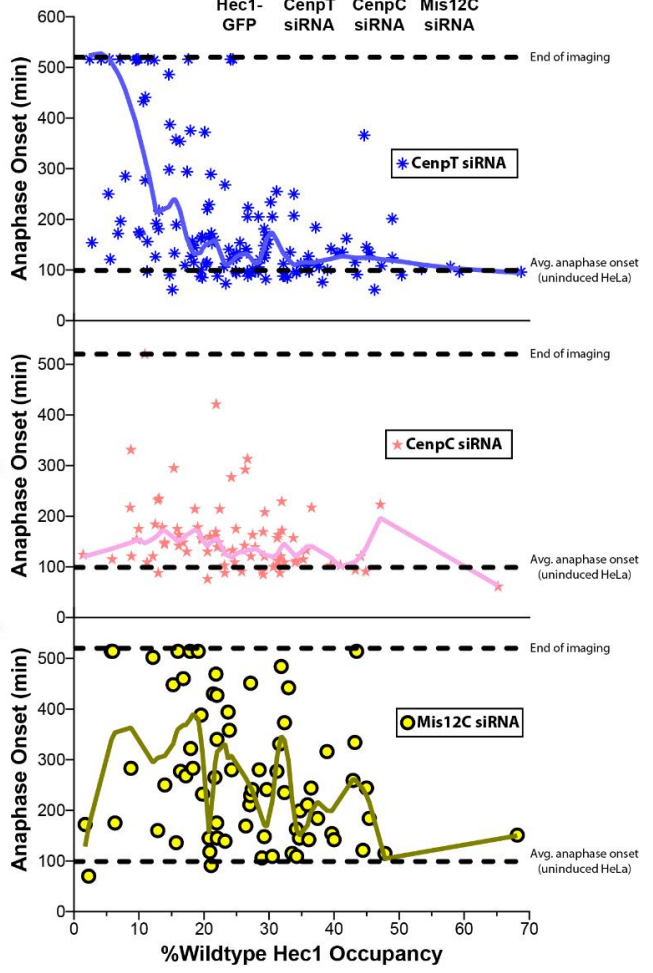 Hec1- CenpT CenpC Mis12C
GFP siRNA siRNA siRNA
600
500
400
300
200
100
0
Anaphase Onset (min)
End of imaging
CenpT siRNA
Avg. anaphase onset
(uninduced HeLa)
500
400
300
200
100
0
Anaphase Onset (min)
End of imaging
CenpC siRNA
Avg. anaphase onset
(uninduced HeLa)
500
400
300
200
100
0
Anaphase Onset (min)
End of imaging
Mis12C siRNA
Avg. anaphase onset
(uninduced HeLa)
0 10 20 30 40 50 60 70
%Wildtype Hec1 Occupancy